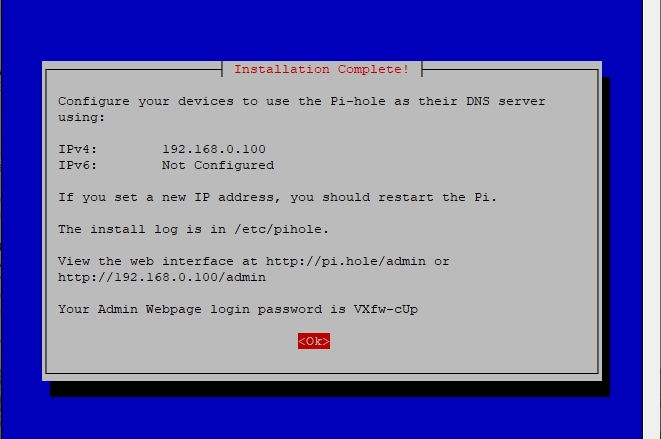 Installation Complete!
Configure your devices to use the Pi-hole as their DNS server
using:
IPv4: 192.168.0.100
IPv6: Not Configured
If you set a new IP address, you should restart the Pi.
The install log is in /etc/pihole.
View the web interface at http://pi.hole/admin or
http://192.168.0.100/admin
Your Admin Webpage login password is VXfw-cUp
<Ok>